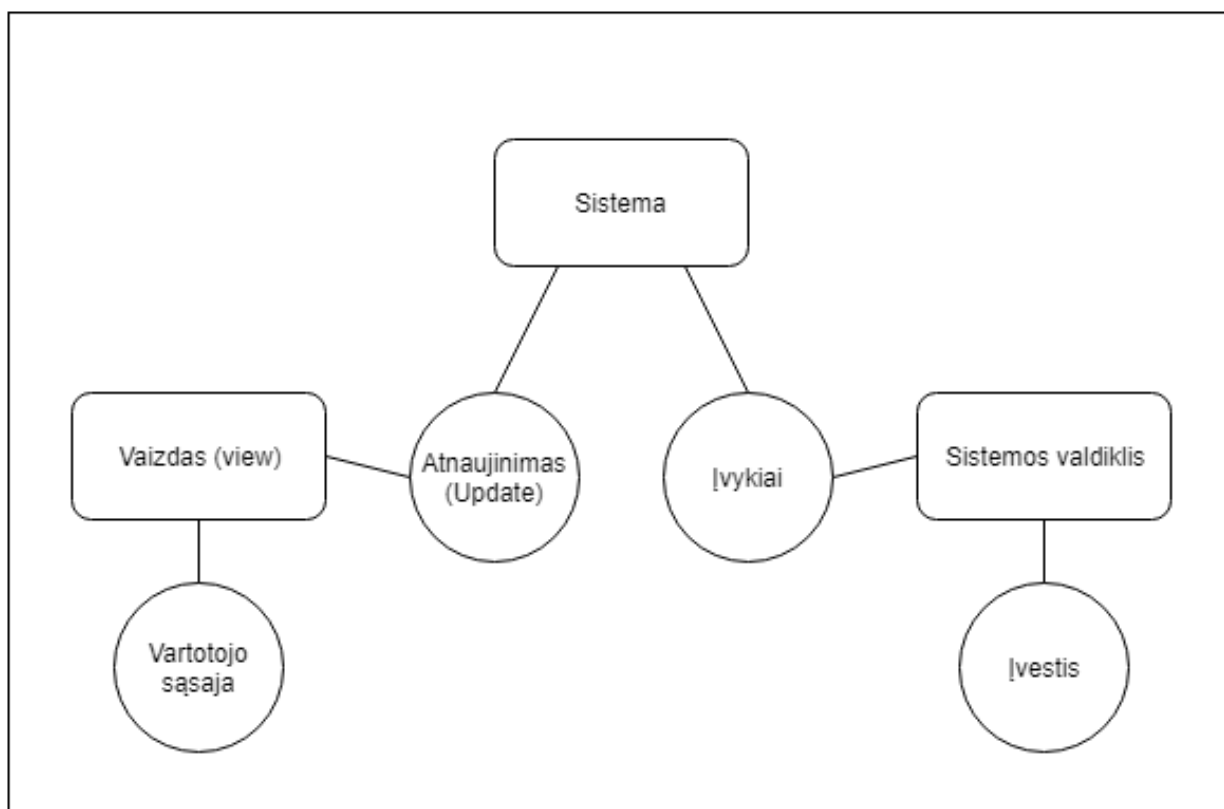 Sistema
Vaizdas (view)
Atnaujinimas
(Update)
Įvykiai
Sistemos valdiklis
Vartotojo
sąsaja
Įvestis